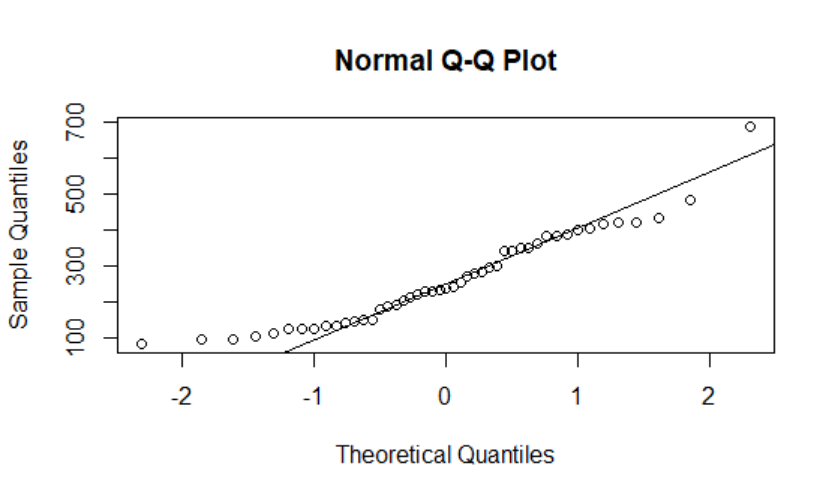 Normal Q-Q Plot
Sample Quantiles
700
500
300
100
-2 -1 0 1 2
Theoretical Quantiles